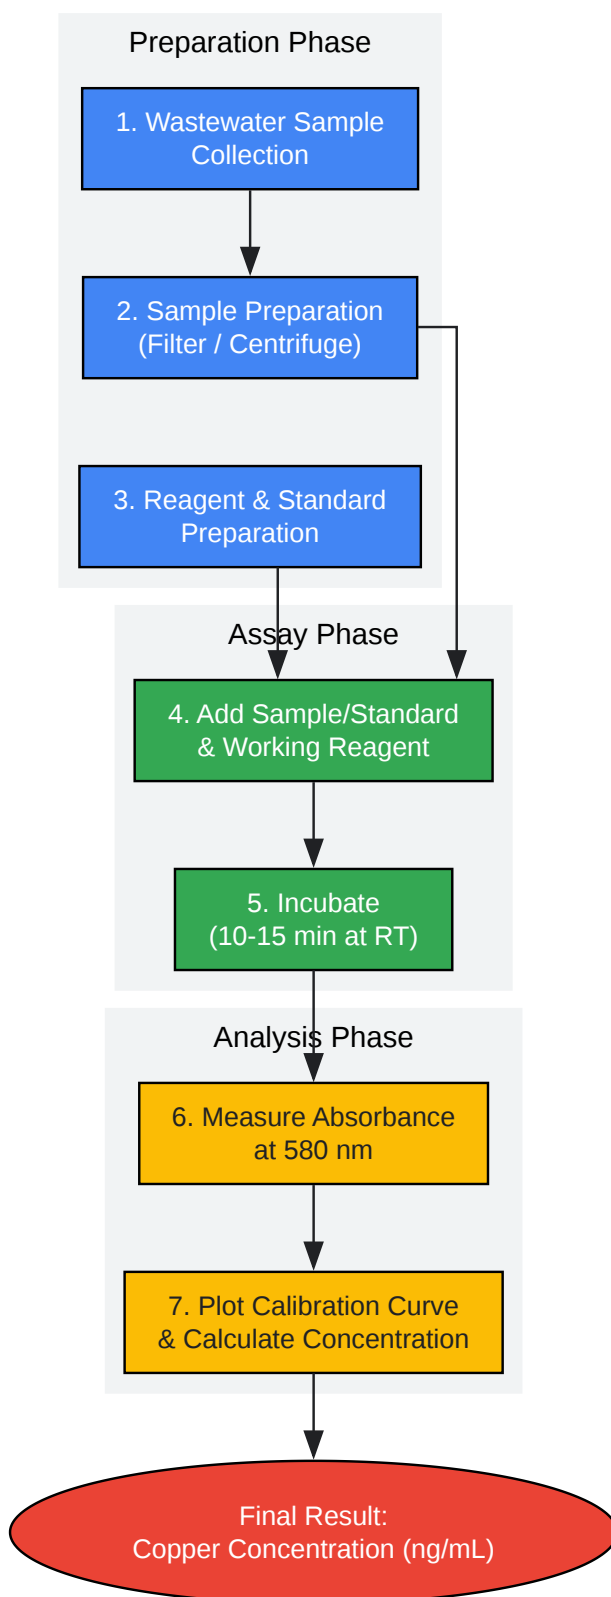 Preparation Phase
1. Wastewater Sample
Collection
2. Sample Preparation
(Filter / Centrifuge)
3. Reagent & Standard
Preparation
Assay Phase
4. Add Sample/Standard
& Working Reagent
5. Incubate
(10-15 min at RT)
Analysis Phase
6. Measure Absorbance
at 580 nm
7. Plot Calibration Curve
& Calculate Concentration
Final Result:
Copper Concentration (ng/mL)